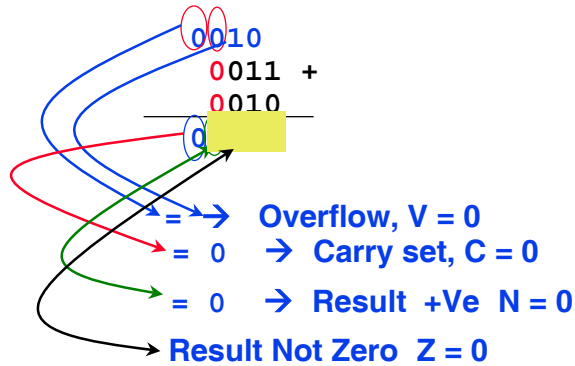 0010
0011 +
0010
0
= → Overflow, V = 0
= 0 → Carry set, C = 0
= 0 → Result +Ve N = 0
Result Not Zero Z = 0